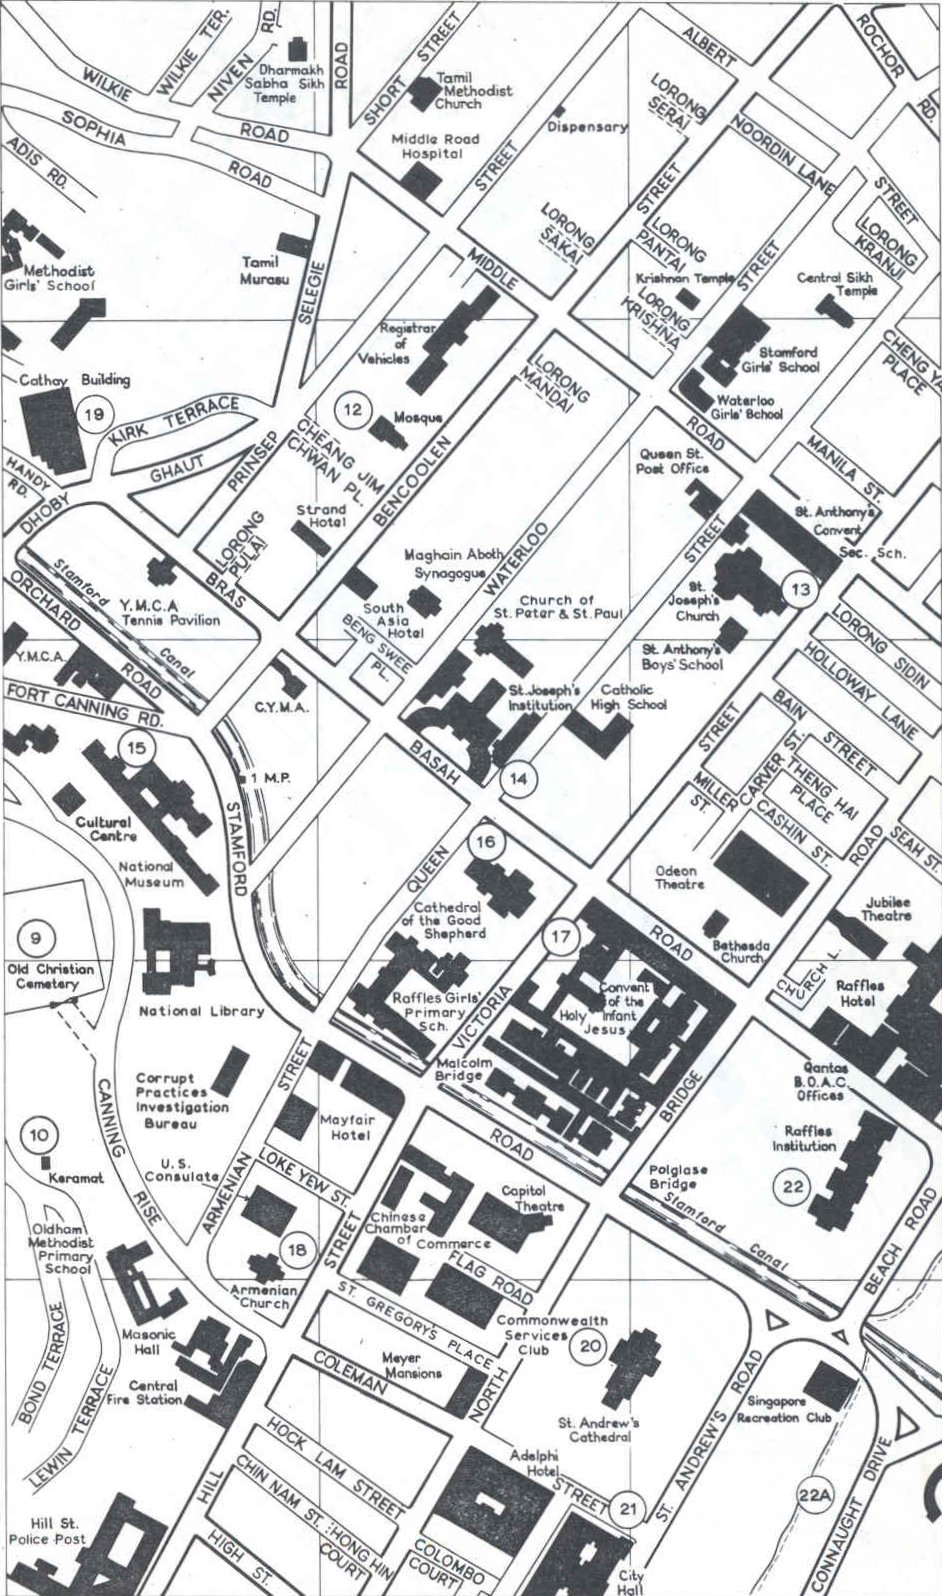 WILKIE
WILKIE TER.
NIVEN
RD.
Dharmakh
Sabha Sikh
Temple
ROAD
SHORT STREET
Tamil
Methodist
Church
ALBERT
ROCHOR
RD.
SOPHIA
ROAD
ROAD
ADIS RD.
Middle Road
Hospital
STREET
Dispensary
LORONG
SERAI
NOORDIN LANE
STREET
STREET
Methodist
Girls' School
Tamil
Murasu
SELEGIE
MIDDLE
LORONG
SAKAI
LORONG
PANTAI
Krishnan Temple
LORONG
KRISHNA
STREET
Central Sikh
Temple
LORONG
KRANJI
CHENG YA
PLACE
Registrar
of
Vehicles
LORONG
MANDAI
Stamford
Girls' School
Waterloo
Girls' School
Cathay Building
19
KIRK TERRACE
12
Mosque
CHEANG JIM
CHWAN PL.
PRINSEP
BENCOOLEN
ROAD
MANILA ST.
Queen St.
Post Office
HANDY
RD.
DHOBY
GHAUT
LORONG
PULAI
Strand
Hotel
STREET
St. Anthony's
Convent
Sec. Sch.
13
Stamford
Canal
ORCHARD
ROAD
Y.M.C.A
Tennis Pavilion
BRAS
Maghain Aboth
Synagogue
WATERLOO
South
Asia
Hotel
BENG SWEE
PL.
Church of
St. Peter & St. Paul
St.
Joseph's
Church
St. Anthony's
Boys' School
LORONG SIDIN
HOLLOWAY LANE
Y.M.C.A.
FORT CANNING RD.
C.Y.M.A.
St. Joseph's
Institution
Catholic
High School
STREET
BAIN
STREET
15
1 M.P.
BASAH
14
MILLER
ST.
CARVER ST.
THENG HAI
PLACE
CASHIN ST.
ROAD
SEAH ST.
Cultural
Centre
National
Museum
STAMFORD
QUEEN
16
Odeon
Theatre
Jubilee
Theatre
9
Old Christian
Cemetery
Cathedral
of the Good
Shepherd
17
ROAD
Bethesda
Church
CHURCH L.
Raffles
Hotel
National Library
Raffles Girls'
Primary
Sch.
VICTORIA
Convent
of the
Holy Infant
Jesus
Corrupt
Practices
Investigation
Bureau
STREET
Mayfair
Hotel
Malcolm
Bridge
BRIDGE
Qantas
B.O.A.C.
Offices
CANNING
RISE
10
Keramat
U.S.
Consulate
ARMENIAN
LOKE YEW ST.
ROAD
Raffles
Institution
22
Polglase
Bridge
Stamford
Canal
Chinese
Chamber
of Commerce
Capitol
Theatre
Oldham
Methodist
Primary
School
18
Armenian
Church
STREET
FLAG ROAD
BEACH ROAD
ST. GREGORY'S PLACE
Commonwealth
Services
Club
20
BOND TERRACE
LEWIN TERRACE
Masonic
Hall
Central
Fire Station
COLEMAN
Meyer
Mansions
NORTH
St. Andrew's
Cathedral
ST. ANDREW'S
ROAD
Singapore
Recreation Club
HILL
HOCK LAM STREET
CHIN NAM ST.
HONG HIN
COURT
HIGH ST.
Adelphi
Hotel
STREET
21
22A
CONNAUGHT DRIVE
Hill St.
Police Post
COLOMBO
COURT
City
Hall